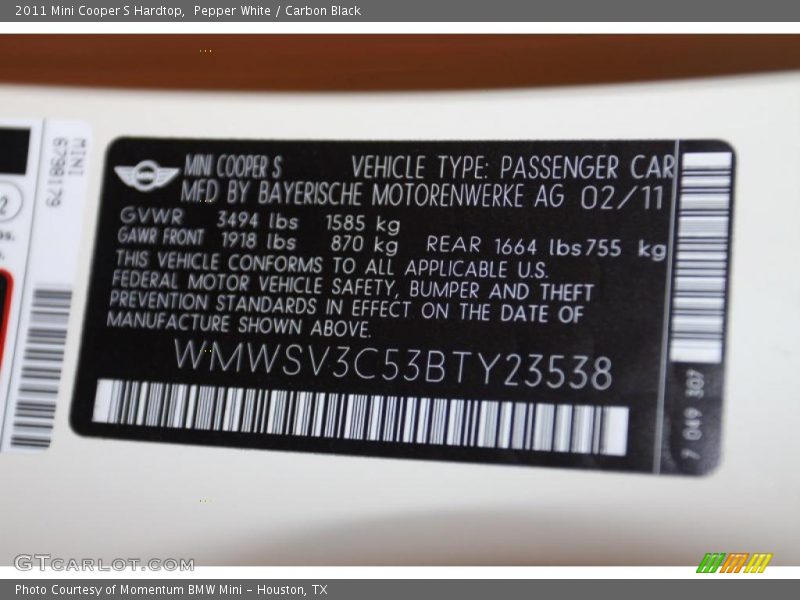 2011 Mini Cooper S Hardtop,  Pepper White / Carbon Black
MINI
6798179
2
MINI COOPER S VEHICLE TYPE: PASSENGER CAR
MFD BY BAYERISCHE MOTORENWERKE AG 02/11
GVWR 3494 lbs 1585 kg
GAWR FRONT 1918 lbs 870 kg REAR 1664 lbs 755 kg
THIS VEHICLE CONFORMS TO ALL APPLICABLE U.S.
FEDERAL MOTOR VEHICLE SAFETY, BUMPER AND THEFT
PREVENTION STANDARDS IN EFFECT ON THE DATE OF
MANUFACTURE SHOWN ABOVE.
WMWSV3C53BTY23538
7 049 307
GTCARLOT.COM
Photo Courtesy of Momentum BMW Mini - Houston, TX